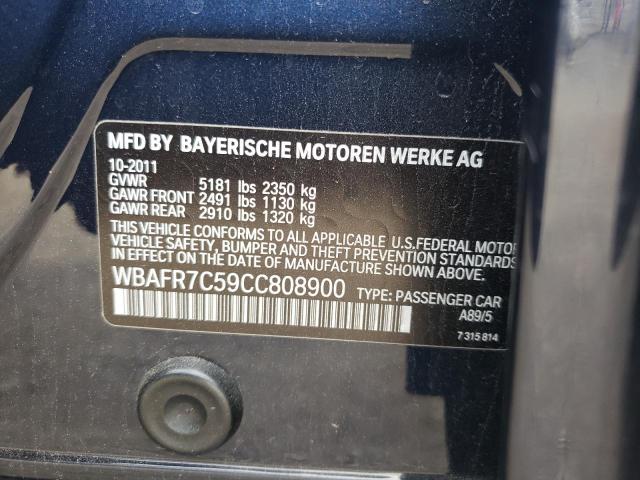 MFD BY BAYERISCHE MOTOREN WERKE AG
10-2011
GVWR 5181 lbs 2350 kg
GAWR FRONT 2491 lbs 1130 kg
GAWR REAR 2910 lbs 1320 kg
THIS VEHICLE CONFORMS TO ALL APPLICABLE U.S.FEDERAL MOTOR
VEHICLE SAFETY, BUMPER AND THEFT PREVENTION STANDARDS
IN EFFECT ON THE DATE OF MANUFACTURE SHOWN ABOVE.
WBAFR7C59CC808900 TYPE: PASSENGER CAR
A89/5
7 315 814